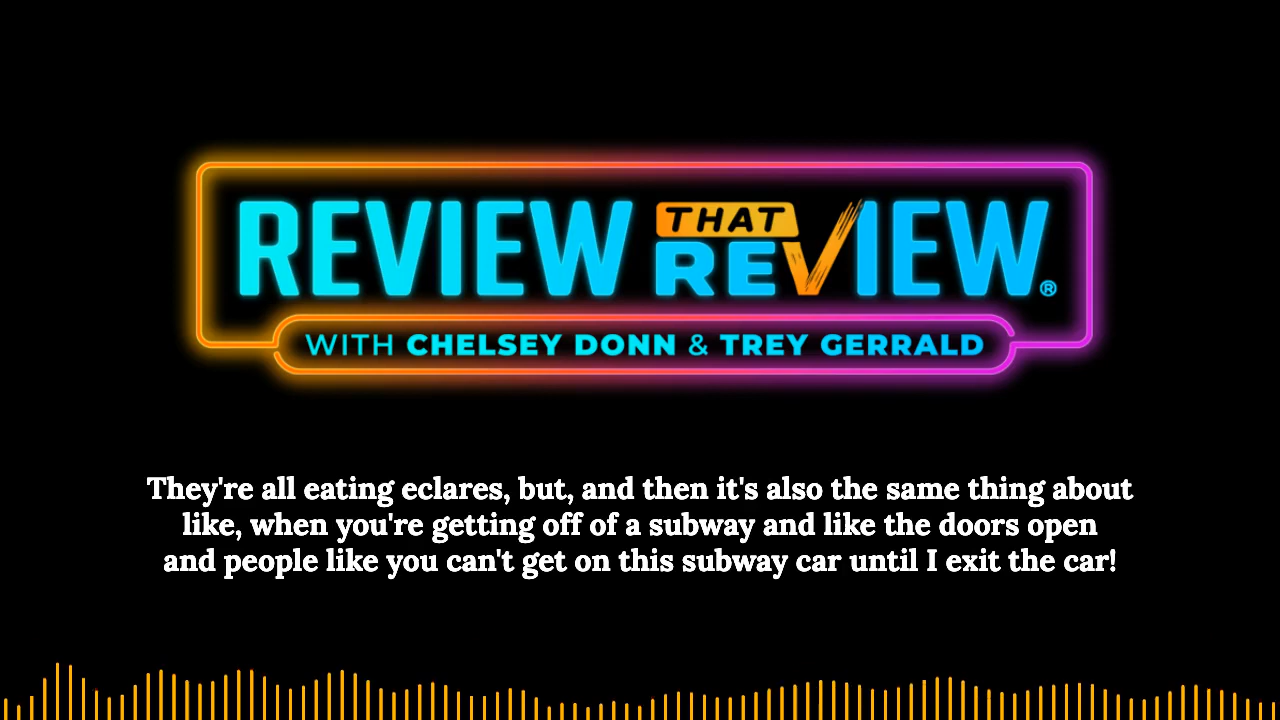 REVIEW THAT REVIEW®
WITH CHELSEY DONN & TREY GERRALD
They're all eating eclares, but, and then it's also the same thing about
like, when you're getting off of a subway and like the doors open
and people like you can't get on this subway car until I exit the car!